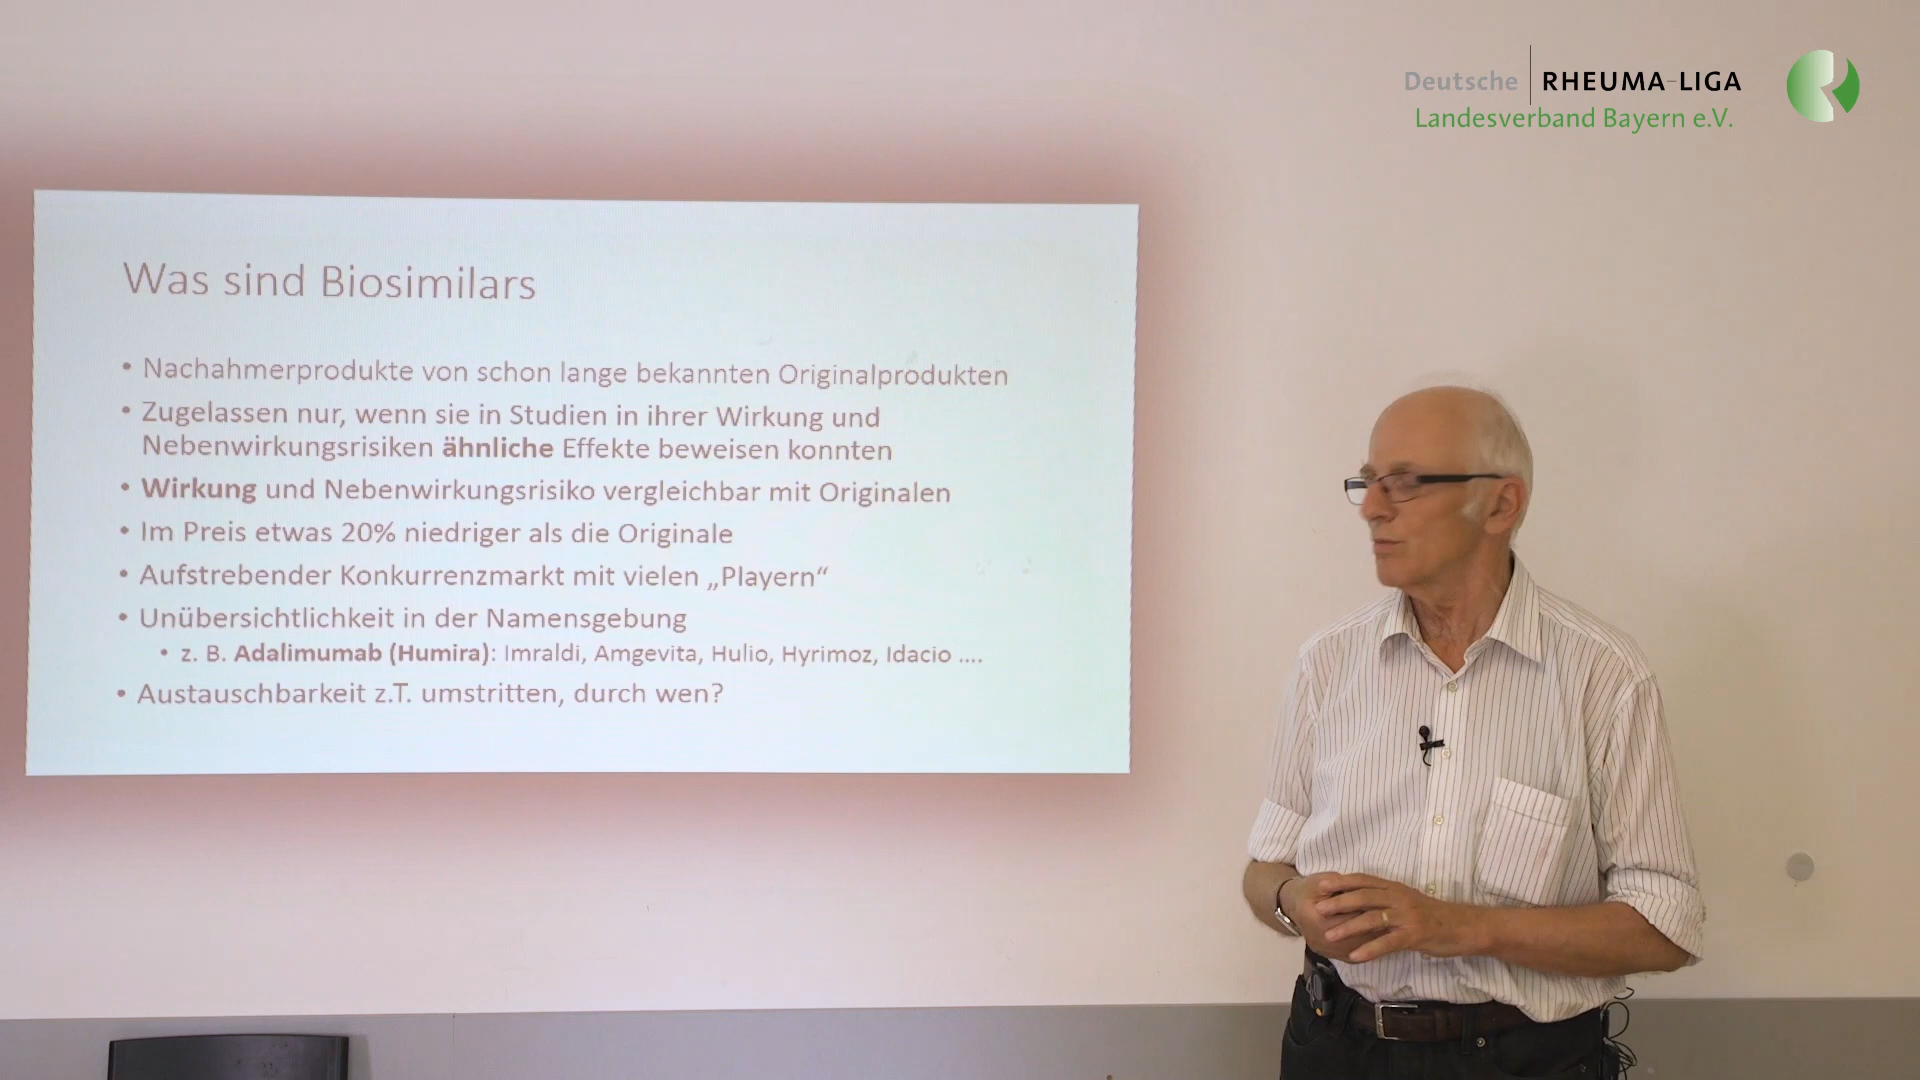 Deutsche RHEUMA-LIGA
Landesverband Bayern e.V.
Was sind Biosimilars
• Nachahmerprodukte von schon lange bekannten Originalprodukten
• Zugelassen nur, wenn sie in Studien in ihrer Wirkung und
Nebenwirkungsrisiken ähnliche Effekte beweisen konnten
• Wirkung und Nebenwirkungsrisiko vergleichbar mit Originalen
• Im Preis etwas 20% niedriger als die Originale
• Aufstrebender Konkurrenzmarkt mit vielen „Playern“
• Unübersichtlichkeit in der Namensgebung
• z. B. Adalimumab (Humira): Imraldi, Amgevita, Hulio, Hyrimoz, Idacio ....
• Austauschbarkeit z.T. umstritten, durch wen?